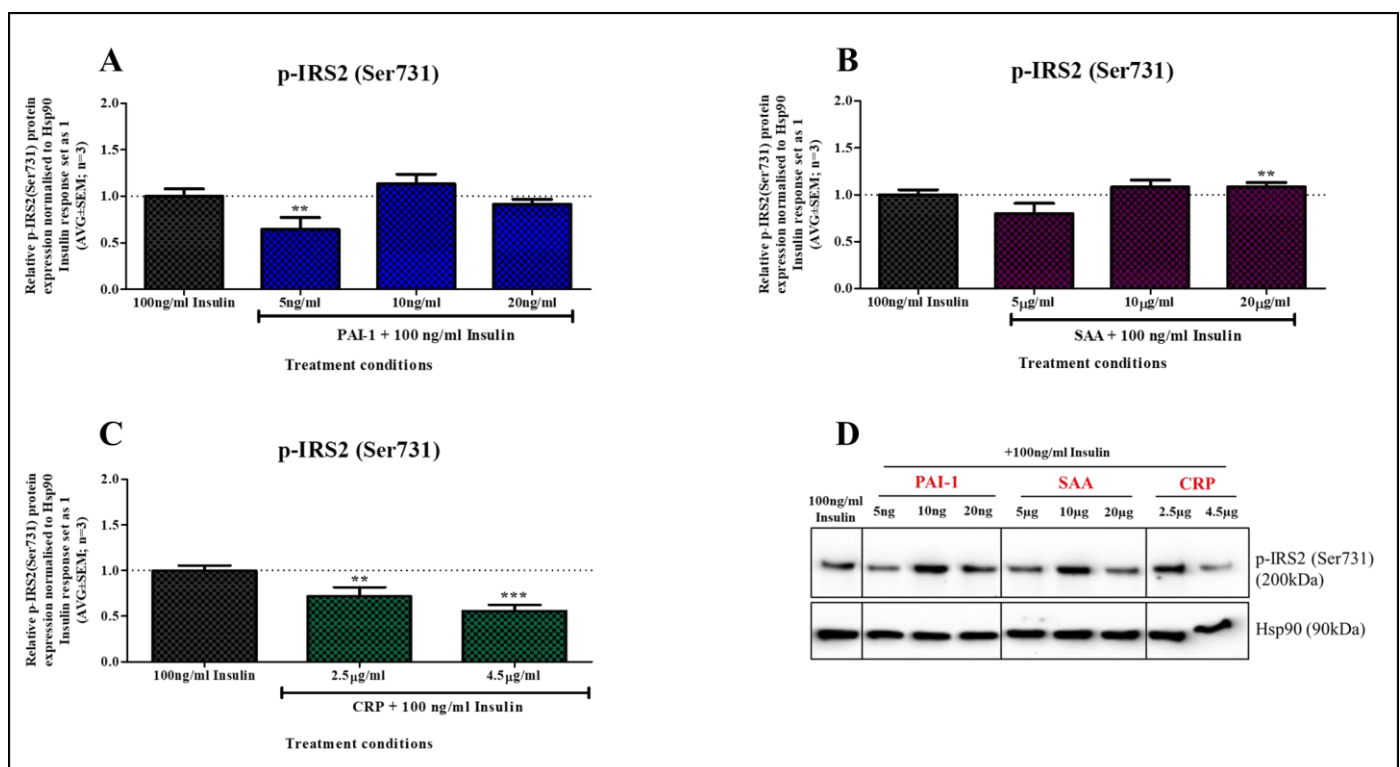 A
p-IRS2 (Ser731)
Relative p-IRS2(Ser731) protein
expression normalised to Hsp90
Insulin response set as 1
(AVG±SEM; n=3)
2.0
1.5
1.0
0.5
0.0
**
100ng/ml Insulin 5ng/ml 10ng/ml 20ng/ml
PAI-1 + 100 ng/ml Insulin
Treatment conditions
B
p-IRS2 (Ser731)
Relative p-IRS2(Ser731) protein
expression normalised to Hsp90
Insulin response set as 1
(AVG±SEM; n=3)
2.0
1.5
1.0
0.5
0.0
**
100ng/ml Insulin 5µg/ml 10µg/ml 20µg/ml
SAA + 100 ng/ml Insulin
Treatment conditions
C
p-IRS2 (Ser731)
Relative p-IRS2(Ser731) protein
expression normalised to Hsp90
Insulin response set as 1
(AVG±SEM; n=3)
2.0
1.5
1.0
0.5
0.0
** ***
100ng/ml Insulin 2.5µg/ml 4.5µg/ml
CRP + 100 ng/ml Insulin
Treatment conditions
D
+100ng/ml Insulin
PAI-1 SAA CRP
100ng/ml
Insulin
5ng 10ng 20ng 5µg 10µg 20µg 2.5µg 4.5µg
p-IRS2 (Ser731)
(200kDa)
Hsp90 (90kDa)